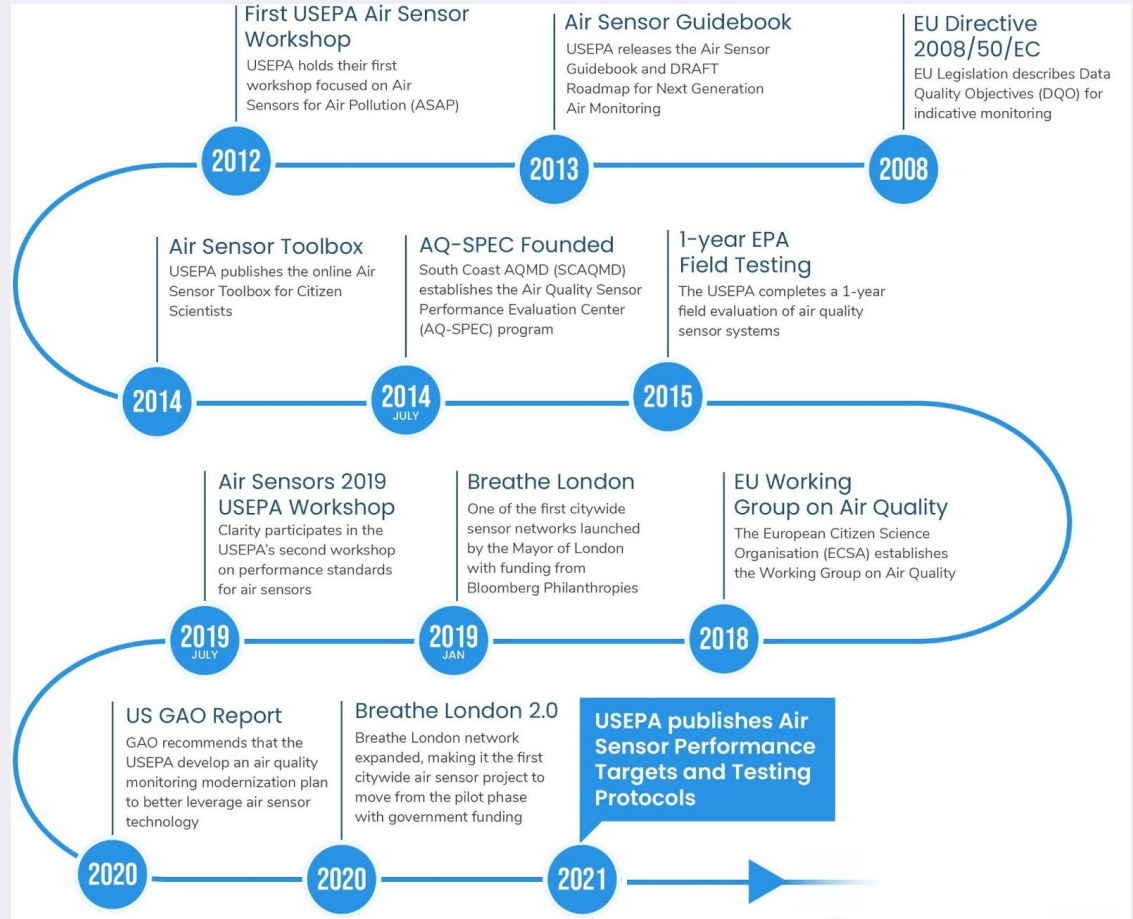 First USEPA Air Sensor
Workshop
USEPA holds their first
workshop focused on Air
Sensors for Air Pollution (ASAP)
2012
Air Sensor Guidebook
USEPA releases the Air Sensor
Guidebook and DRAFT
Roadmap for Next Generation
Air Monitoring
2013
EU Directive
2008/50/EC
EU Legislation describes Data
Quality Objectives (DQO) for
indicative monitoring
2008
Air Sensor Toolbox
USEPA publishes the online Air
Sensor Toolbox for Citizen
Scientists
2014
AQ-SPEC Founded
South Coast AQMD (SCAQMD)
establishes the Air Quality Sensor
Performance Evaluation Center
(AQ-SPEC) program
2014
JULY
1-year EPA
Field Testing
The USEPA completes a 1-year
field evaluation of air quality
sensor systems
2015
Air Sensors 2019
USEPA Workshop
Clarity participates in the
USEPA's second workshop
on performance standards
for air sensors
2019
JULY
Breathe London
One of the first citywide
sensor networks launched
by the Mayor of London
with funding from
Bloomberg Philanthropies
2019
JAN
EU Working
Group on Air Quality
The European Citizen Science
Organisation (ECSA) establishes
the Working Group on Air Quality
2018
US GAO Report
GAO recommends that the
USEPA develop an air quality
monitoring modernization plan
to better leverage air sensor
technology
2020
Breathe London 2.0
Breathe London network
expanded, making it the first
citywide air sensor project to
move from the pilot phase
with government funding
2020
USEPA publishes Air
Sensor Performance
Targets and Testing
Protocols
2021